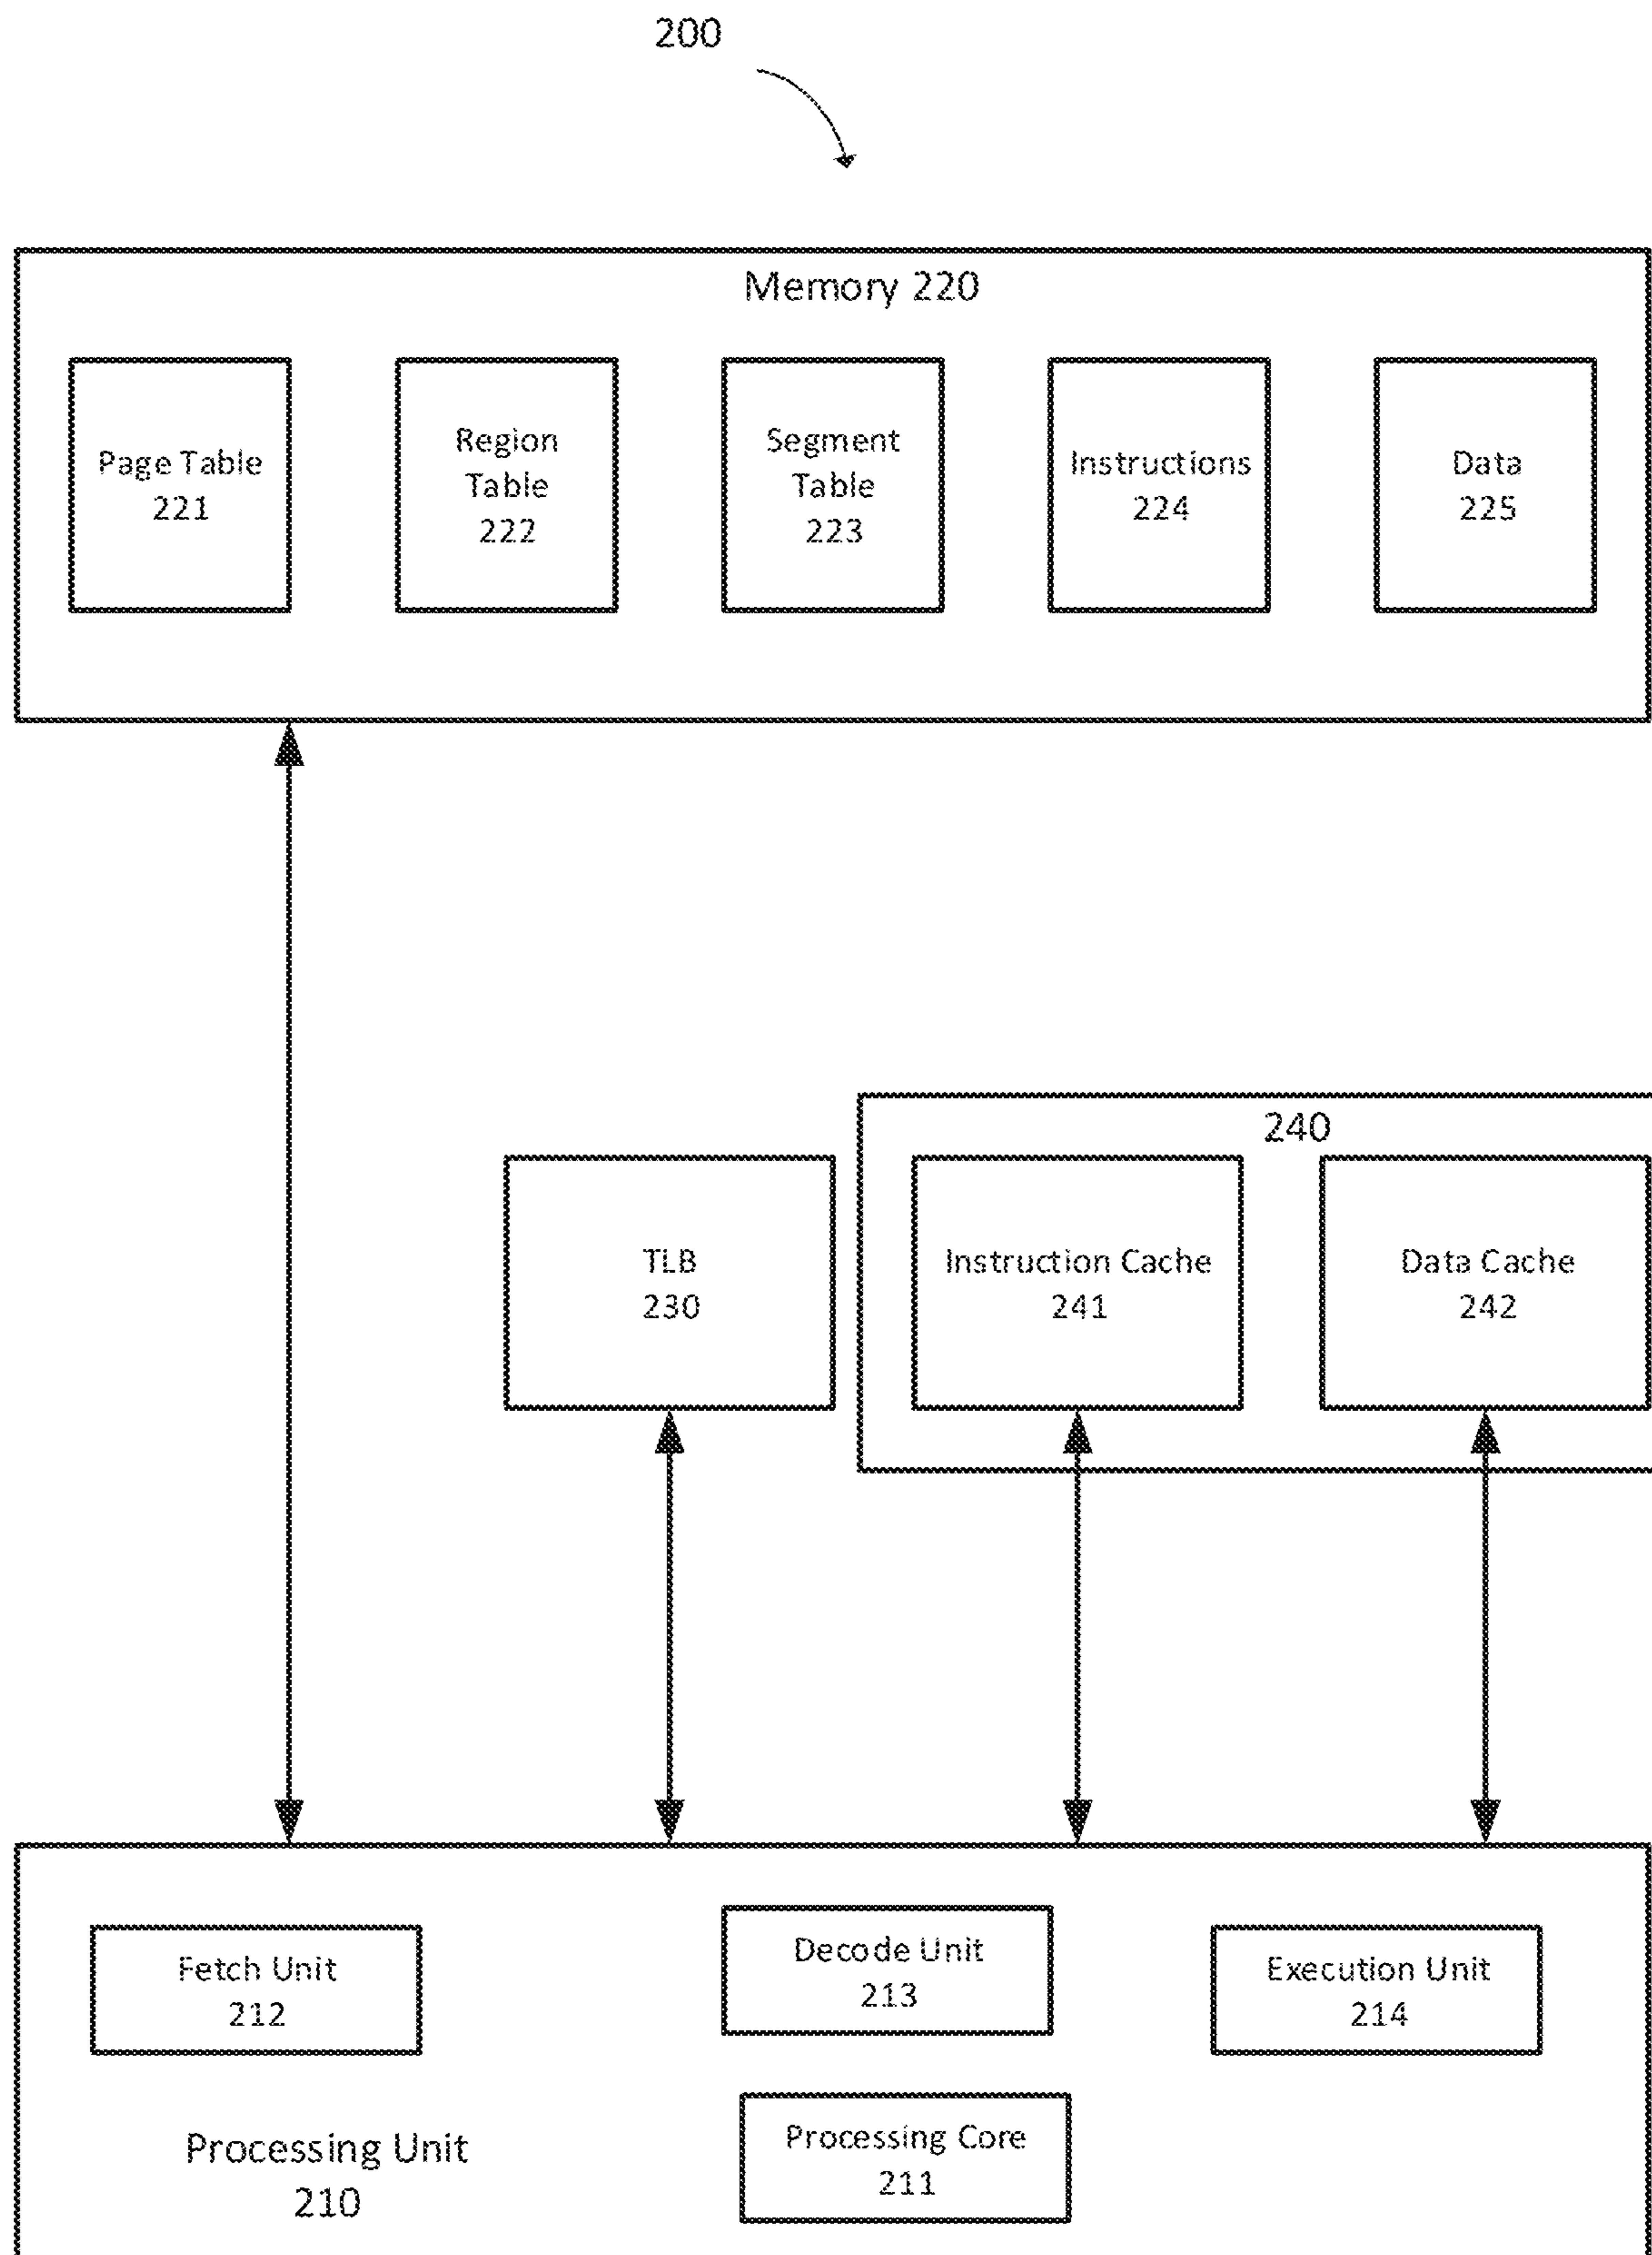 200
Memory 220
Page Table
221
Region
Table
222
Segment
Table
223
Instructions
224
Data
225
240
TLB
230
Instruction Cache
241
Data Cache
242
Fetch Unit
212
Decode Unit
213
Execution Unit
214
Processing Unit
210
Processing Core
211